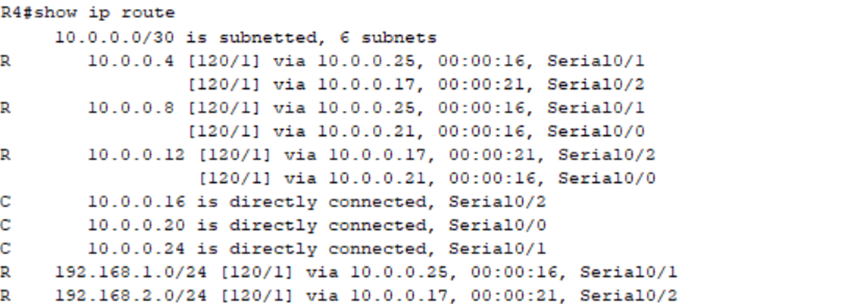 R4#show ip route
10.0.0.0/30 is subnetted, 6 subnets
R 10.0.0.4 [120/1] via 10.0.0.25, 00:00:16, Serial0/1
[120/1] via 10.0.0.17, 00:00:21, Serial0/2
R 10.0.0.8 [120/1] via 10.0.0.25, 00:00:16, Serial0/1
[120/1] via 10.0.0.21, 00:00:16, Serial0/0
R 10.0.0.12 [120/1] via 10.0.0.17, 00:00:21, Serial0/2
[120/1] via 10.0.0.21, 00:00:16, Serial0/0
C 10.0.0.16 is directly connected, Serial0/2
C 10.0.0.20 is directly connected, Serial0/0
C 10.0.0.24 is directly connected, Serial0/1
R 192.168.1.0/24 [120/1] via 10.0.0.25, 00:00:16, Serial0/1
R 192.168.2.0/24 [120/1] via 10.0.0.17, 00:00:21, Serial0/2